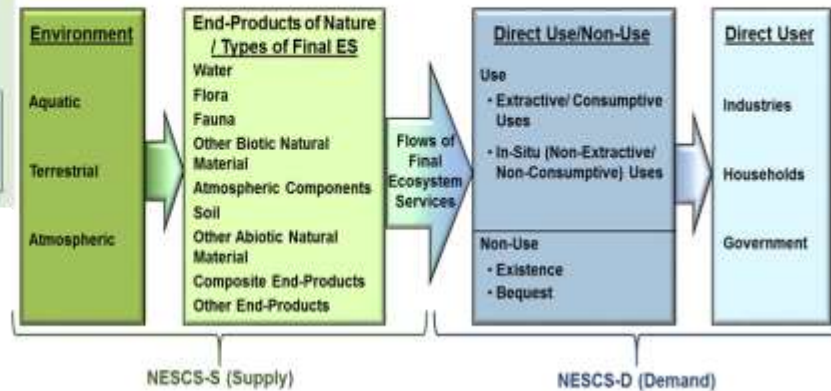 Environment
Aquatic
Terrestrial
Atmospheric
End-Products of Nature
/ Types of Final ES
Water
Flora
Fauna
Other Biotic Natural
Material
Atmospheric Components
Soil
Other Abiotic Natural
Material
Composite End-Products
Other End-Products
Flows of
Final
Ecosystem
Services
Direct Use/Non-Use
Use
• Extractive/ Consumptive
Uses
• In-Situ (Non-Extractive/
Non-Consumptive) Uses
Non-Use
• Existence
• Bequest
Direct User
Industries
Households
Government
NESCS-S (Supply)
NESCS-D (Demand)